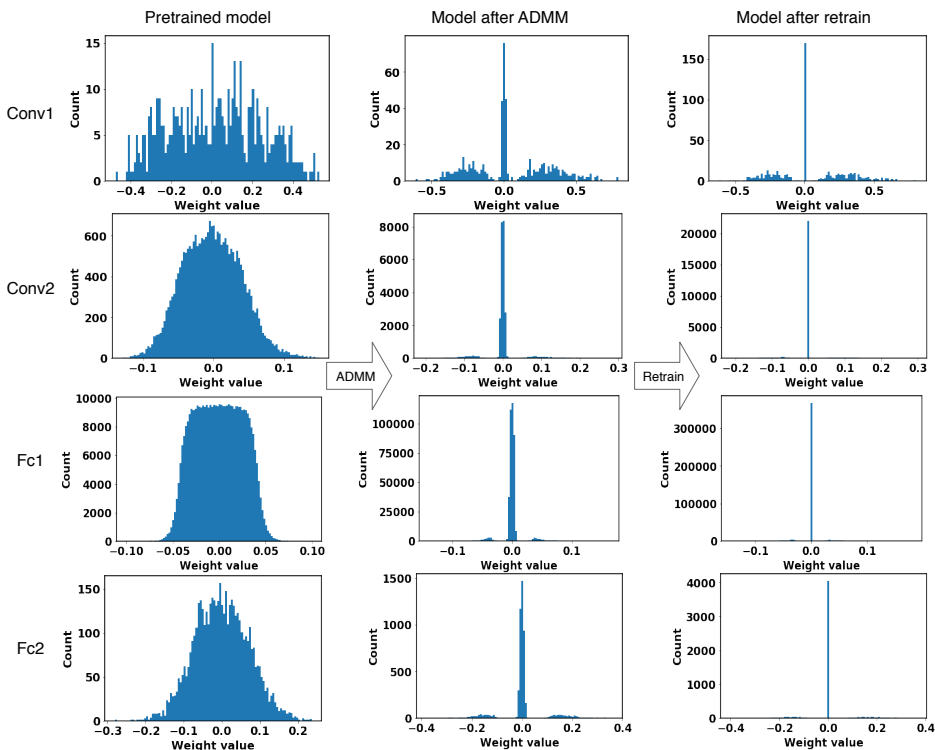 Pretrained model
Model after ADMM
Model after retrain
Conv1
Count
15
10
5
0
−0.4 −0.2 0.0 0.2 0.4
Weight value
Count
60
40
20
0
−0.5 0.0 0.5
Weight value
Count
150
100
50
0
−0.5 0.0 0.5
Weight value
Conv2
Count
600
400
200
0
−0.1 0.0 0.1
Weight value
Count
8000
6000
4000
2000
0
−0.2 −0.1 0.0 0.1 0.2 0.3
Weight value
Count
20000
15000
10000
5000
0
−0.2 −0.1 0.0 0.1 0.2 0.3
Weight value
ADMM
Retrain
Fc1
Count
10000
8000
6000
4000
2000
0
−0.10 −0.05 0.00 0.05 0.10
Weight value
Count
100000
75000
50000
25000
0
−0.1 0.0 0.1
Weight value
Count
300000
200000
100000
0
−0.1 0.0 0.1
Weight value
Fc2
Count
150
100
50
0
−0.3 −0.2 −0.1 0.0 0.1 0.2
Weight value
Count
1500
1000
500
0
−0.4 −0.2 0.0 0.2 0.4
Weight value
Count
4000
3000
2000
1000
0
−0.4 −0.2 0.0 0.2 0.4
Weight value